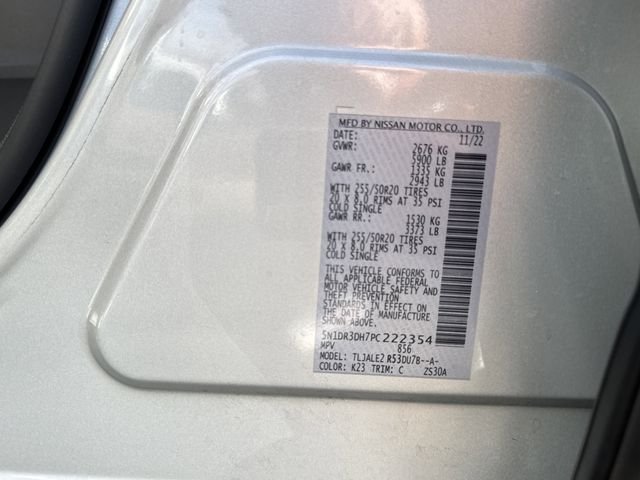 MFD BY NISSAN MOTOR CO., LTD.
DATE: 11/22
GVWR: 2676 KG
5900 LB
GAWR FR.: 1335 KG
2943 LB
WITH 255/50R20 TIRES
20 X 8.0 RIMS AT 35 PSI
COLD SINGLE
GAWR RR.: 1530 KG
3373 LB
WITH 255/50R20 TIRES
20 X 8.0 RIMS AT 35 PSI
COLD SINGLE
THIS VEHICLE CONFORMS TO
ALL APPLICABLE FEDERAL
MOTOR VEHICLE SAFETY AND
THEFT PREVENTION
STANDARDS IN EFFECT ON
THE DATE OF MANUFACTURE
SHOWN ABOVE.
5N1DR3DH7PC222354
MPV 856
MODEL: TLJALE2 R53DU7B--A-
COLOR: K23 TRIM: C ZS30A